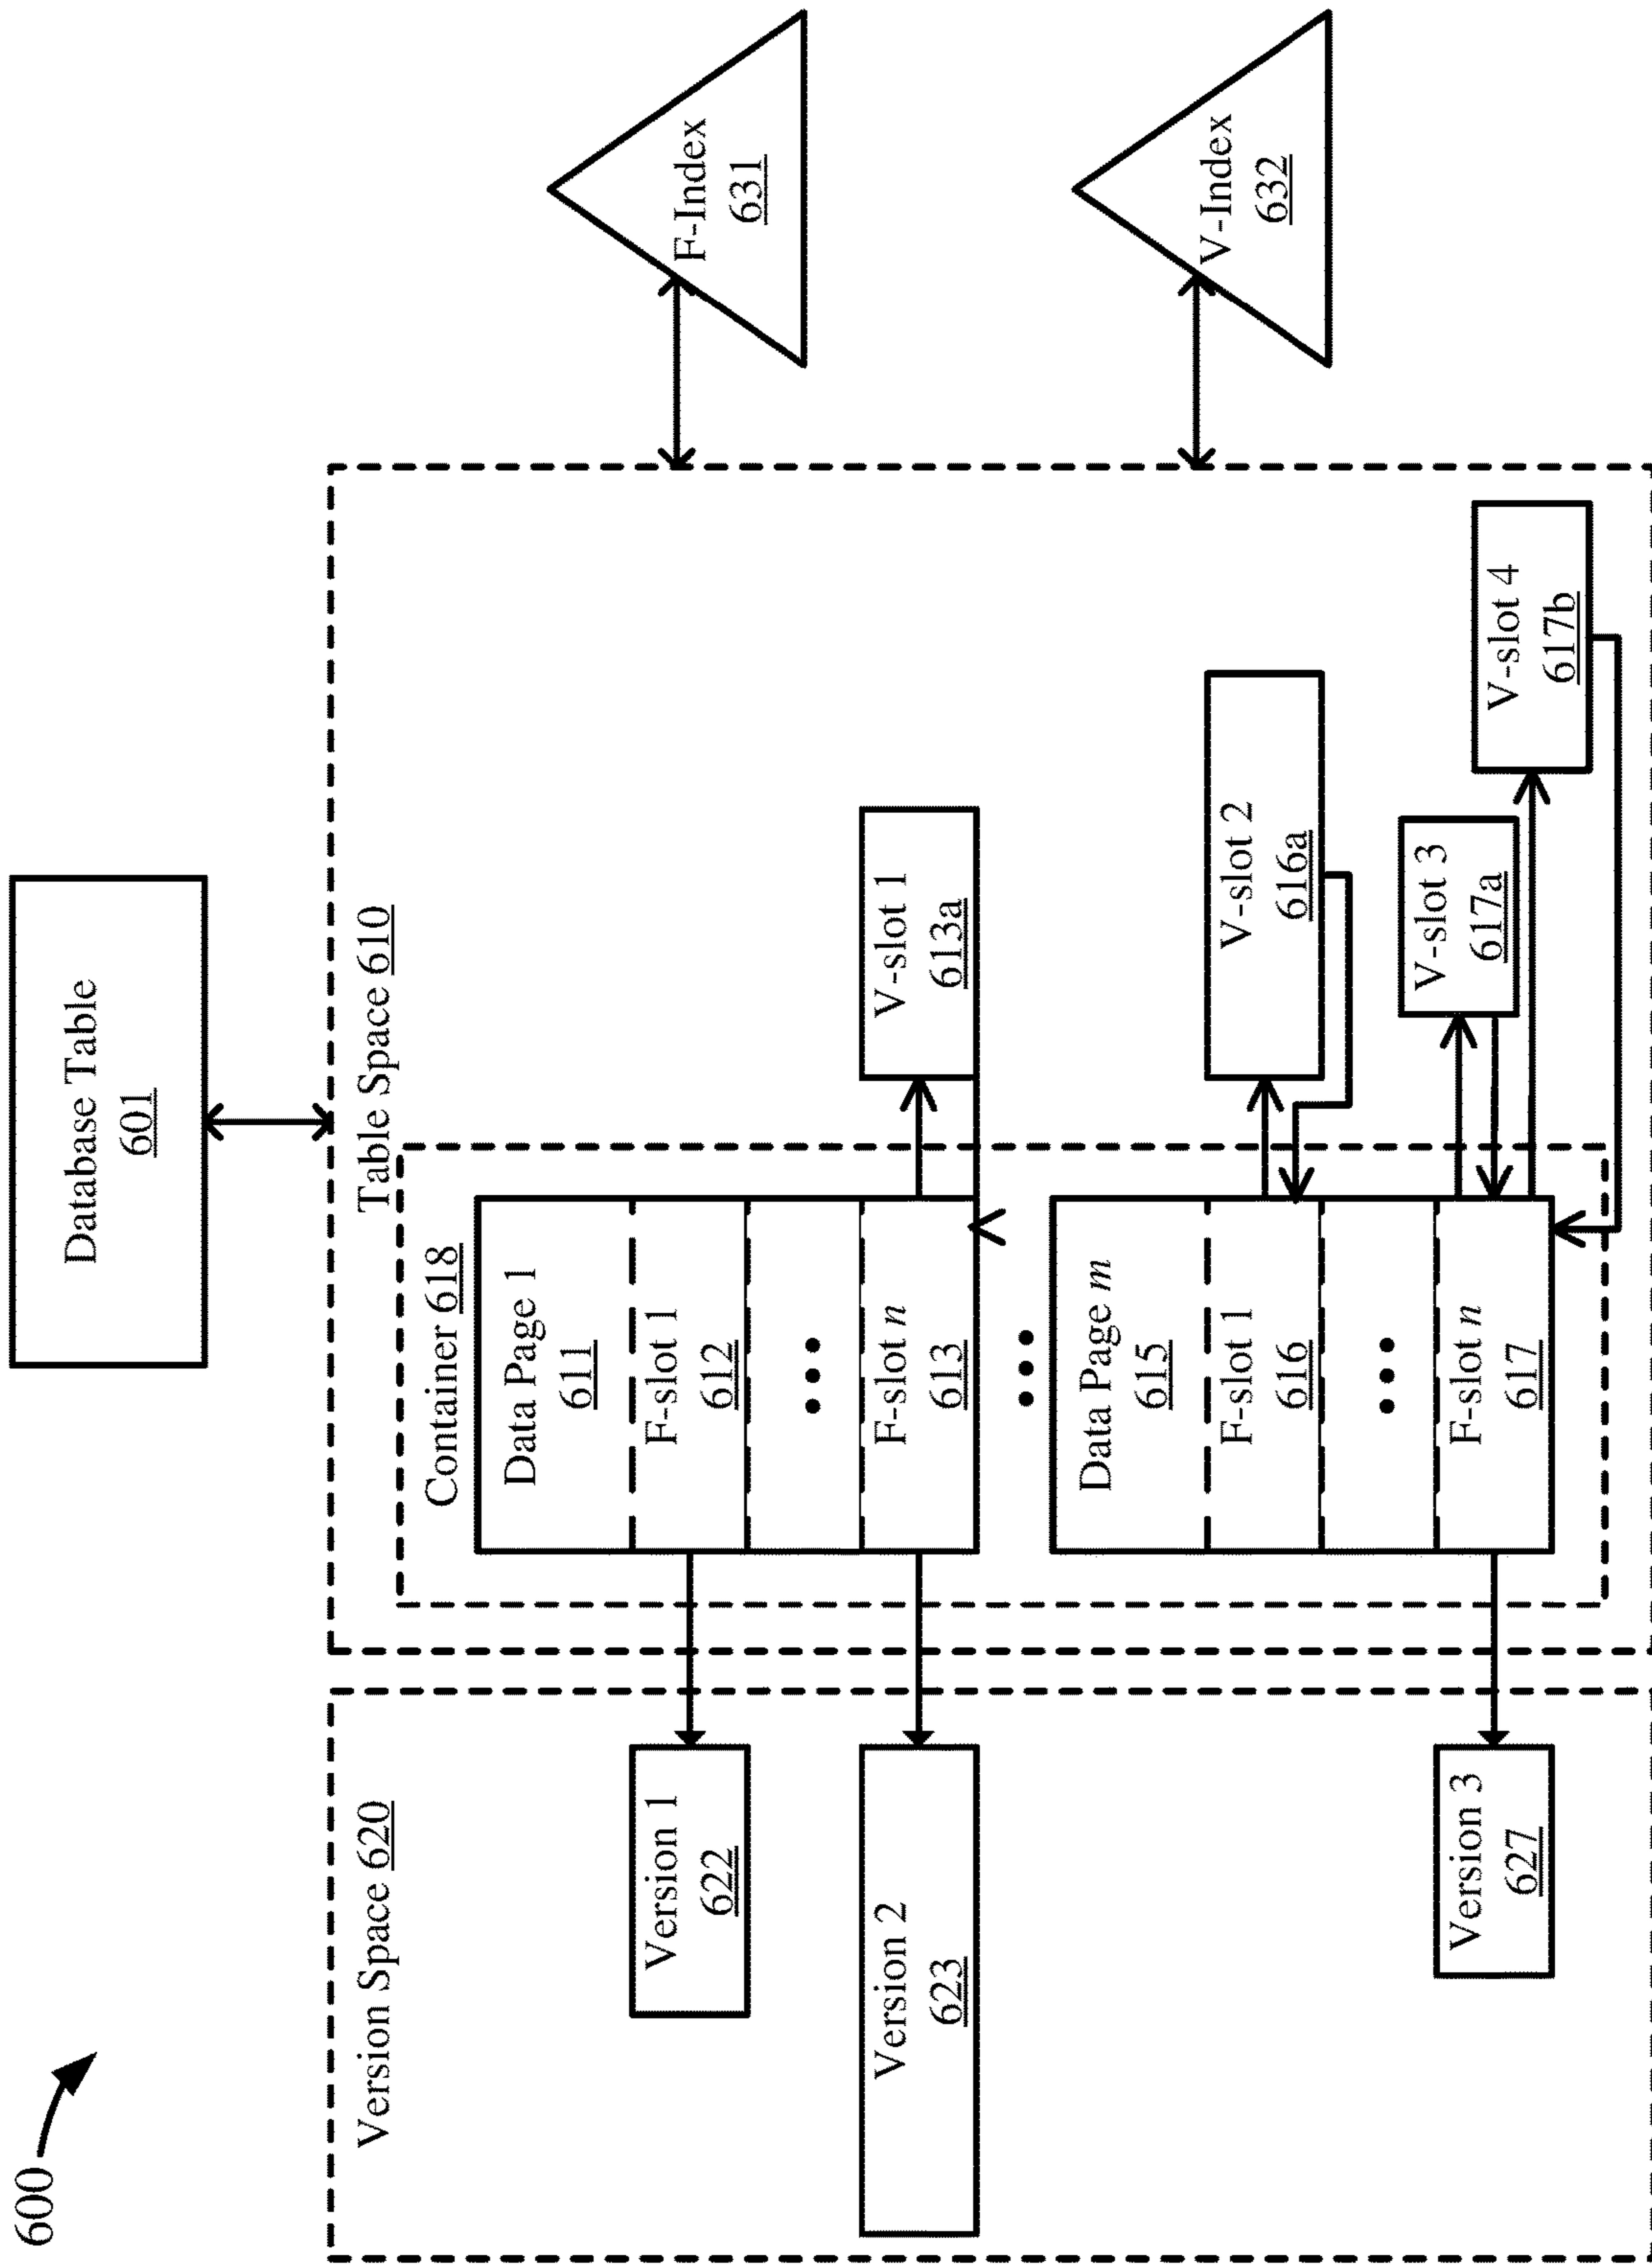 600
Database Table
601
Version Space 620
Table Space 610
Container 618
Version 1
622
Version 2
623
Version 3
627
Data Page 1
611
F-slot 1
612
•••
F-slot n
613
•••
Data Page m
615
F-slot 1
616
•••
F-slot n
617
V-slot 1
613a
V-slot 2
616a
V-slot 3
617a
V-slot 4
617b
F-Index
631
V-Index
632